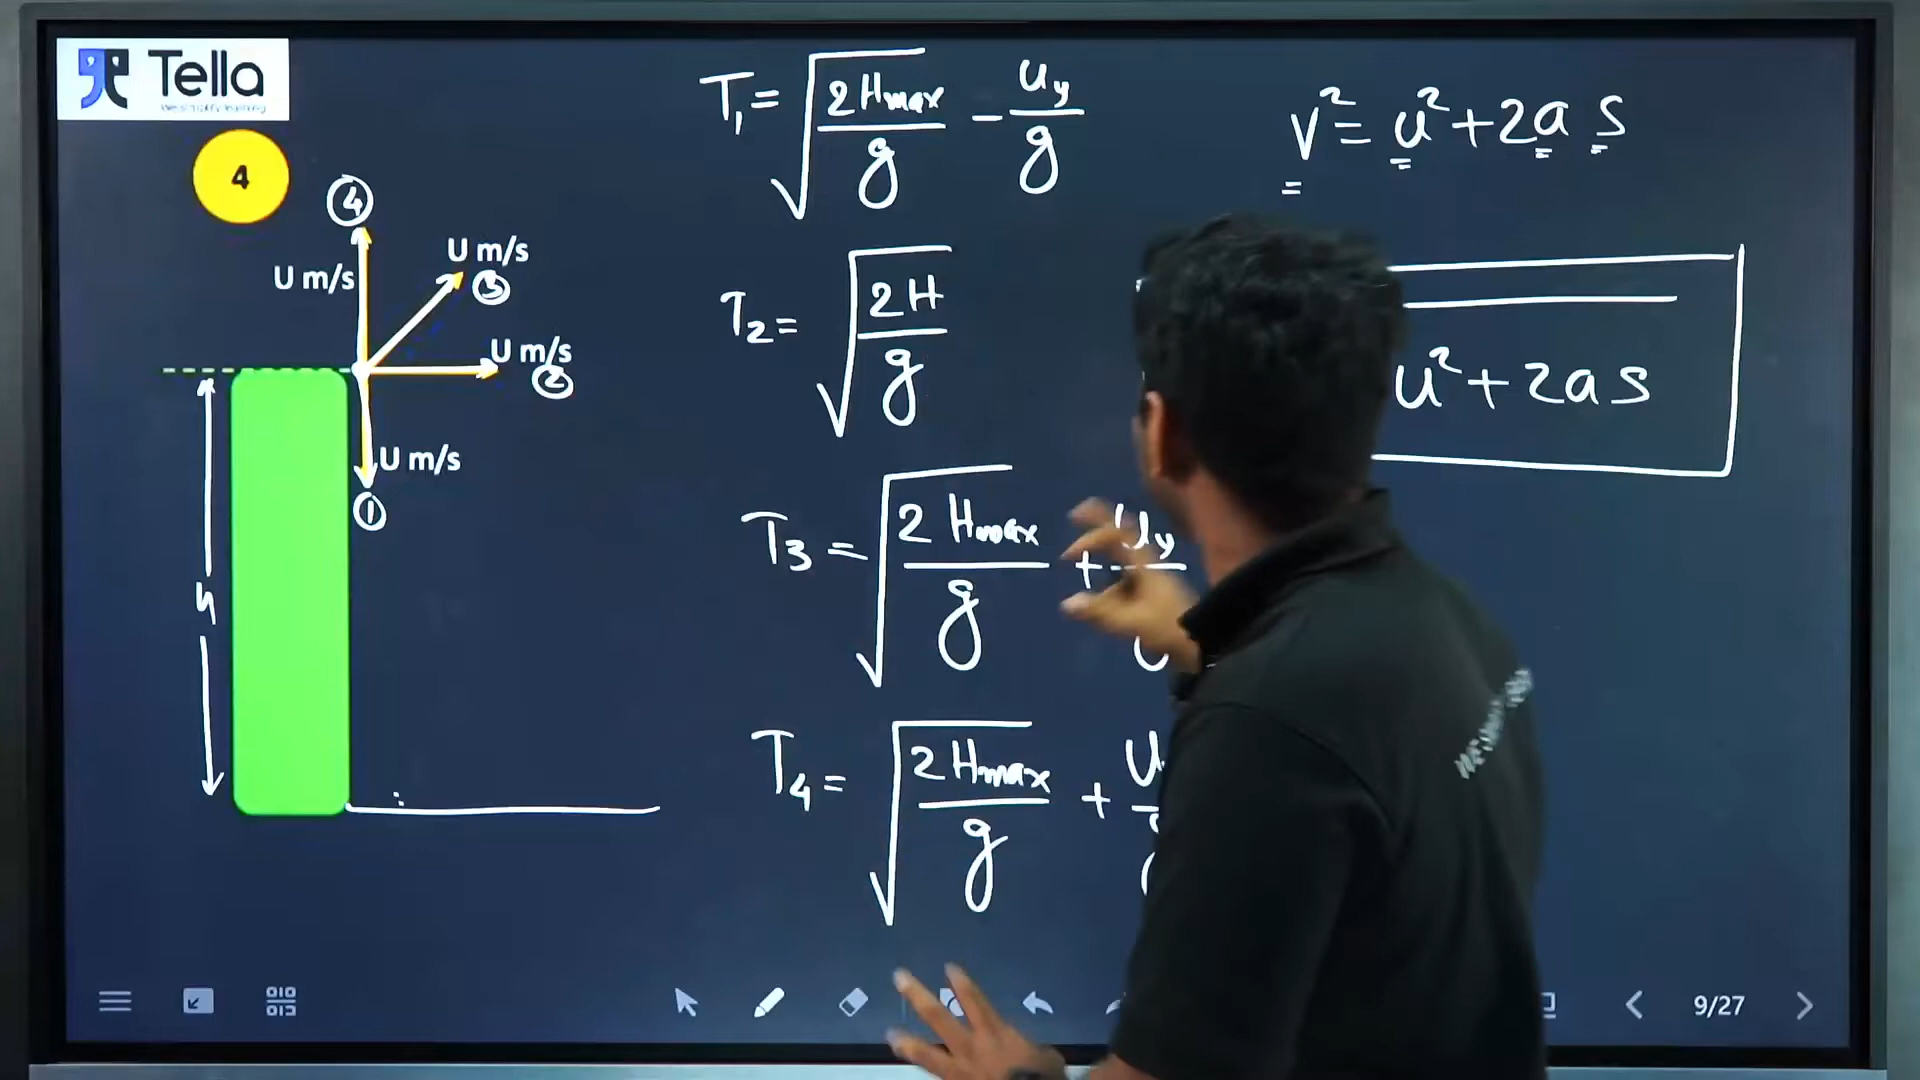 Tella
4
④
U m/s
U m/s
③
U m/s
②
U m/s
①
h
T₁ = √(2Hmax/g) - uy/g
T₂ = √(2H/g)
T₃ = √(2Hmax/g) + uy
T₄ = √(2Hmax/g) + U
v² = u² + 2as
u² + 2as
9/27